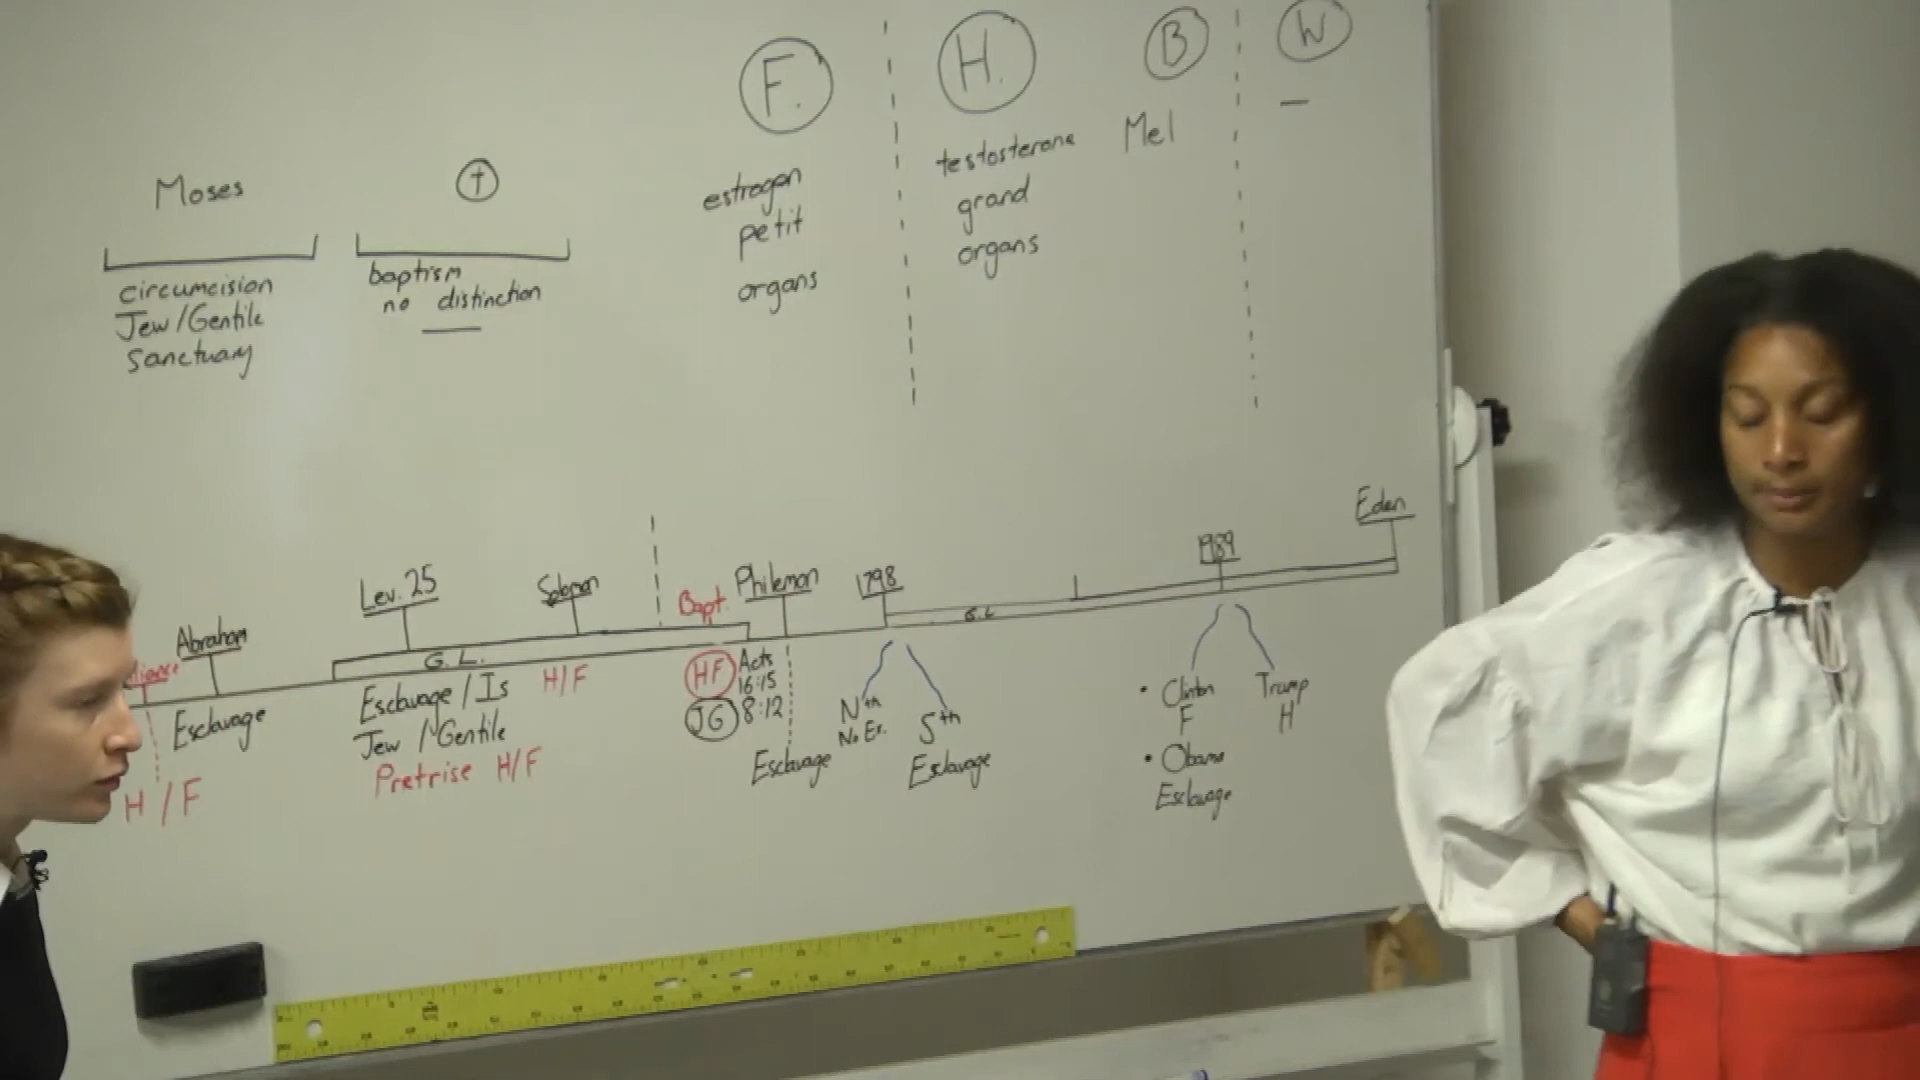 F.
H.
B
W
estrogen
petit
organs
testosterone
grand
organs
Mel
—
Moses
†
circumcision
Jew/Gentile
Sanctuary
baptism
no distinction
Abraham
Lev. 25
Solomon
Bapt.
Philemon
1798
1989
Eden
G.L.
G.L
Esclavage
H / F
Esclavage / Is
H/F
Jew / Gentile
Pretrise H/F
HF
Acts
16:15
JG
8:12
Esclavage
Nth
No Es.
Sth
Esclavage
• Clinton
F
• Obama
Esclavage
Trump
H